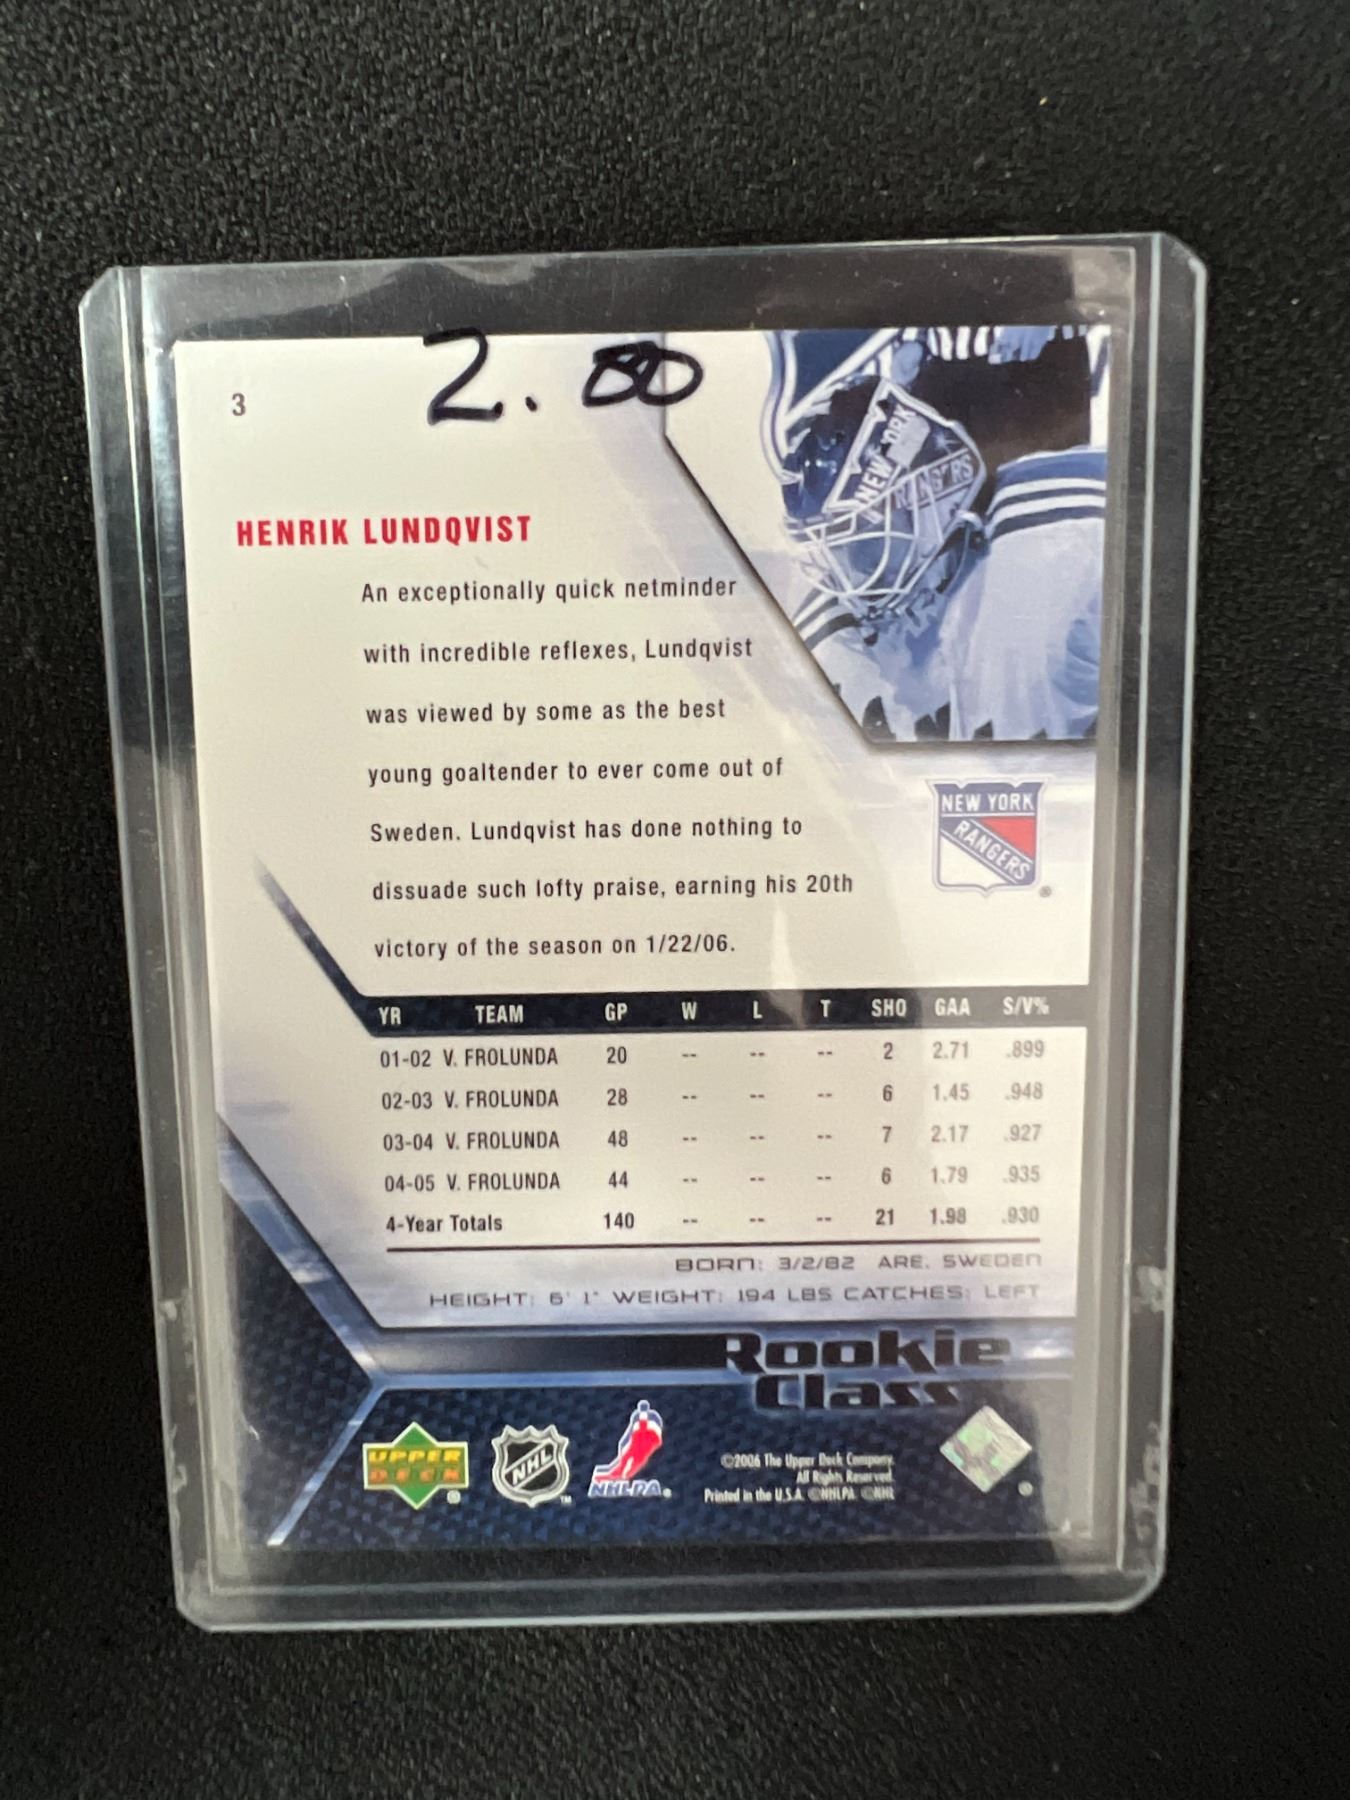 2.00
3
NEW YORK
RANGERS
HENRIK LUNDQVIST
An exceptionally quick netminder
with incredible reflexes, Lundqvist
was viewed by some as the best
young goaltender to ever come out of
Sweden. Lundqvist has done nothing to
dissuade such lofty praise, earning his 20th
victory of the season on 1/22/06.
NEW YORK
RANGERS
®
YR TEAM GP W L T SHO GAA S/V%
01-02 V. FROLUNDA 20 -- -- -- 2 2.71 .899
02-03 V. FROLUNDA 28 -- -- -- 6 1.45 .948
03-04 V. FROLUNDA 48 -- -- -- 7 2.17 .927
04-05 V. FROLUNDA 44 -- -- -- 6 1.79 .935
4-Year Totals 140 -- -- -- 21 1.98 .930
BORN: 3/2/82 ARE, SWEDEN
HEIGHT: 6' 1" WEIGHT: 194 LBS CATCHES: LEFT
Rookie
Class
UPPER
DECK ®
NHL ™
NHLPA ®
©2006 The Upper Deck Company.
All Rights Reserved.
Printed in the U.S.A. ©NHLPA ©NHL
®